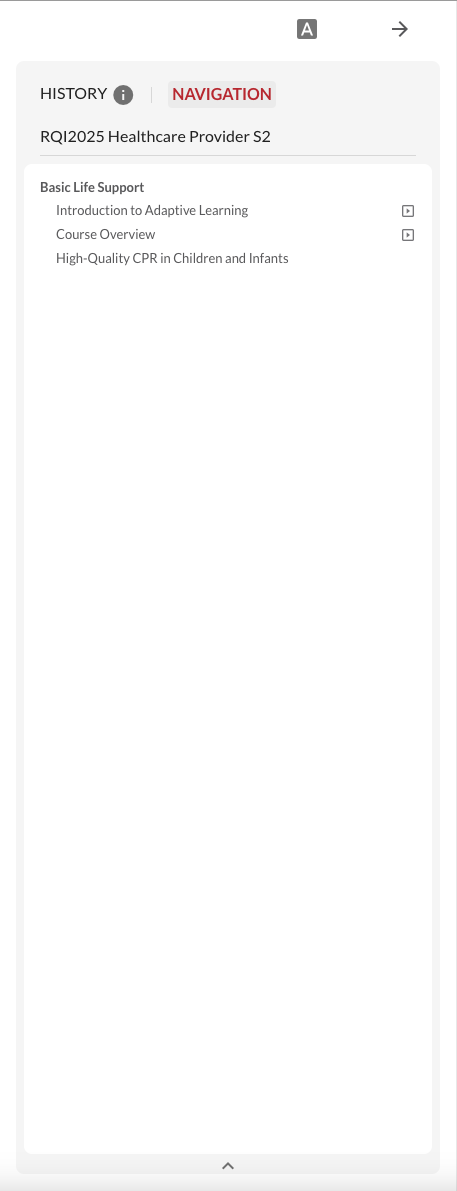 A
HISTORY i NAVIGATION
RQI2025 Healthcare Provider S2
Basic Life Support
Introduction to Adaptive Learning
Course Overview
High-Quality CPR in Children and Infants